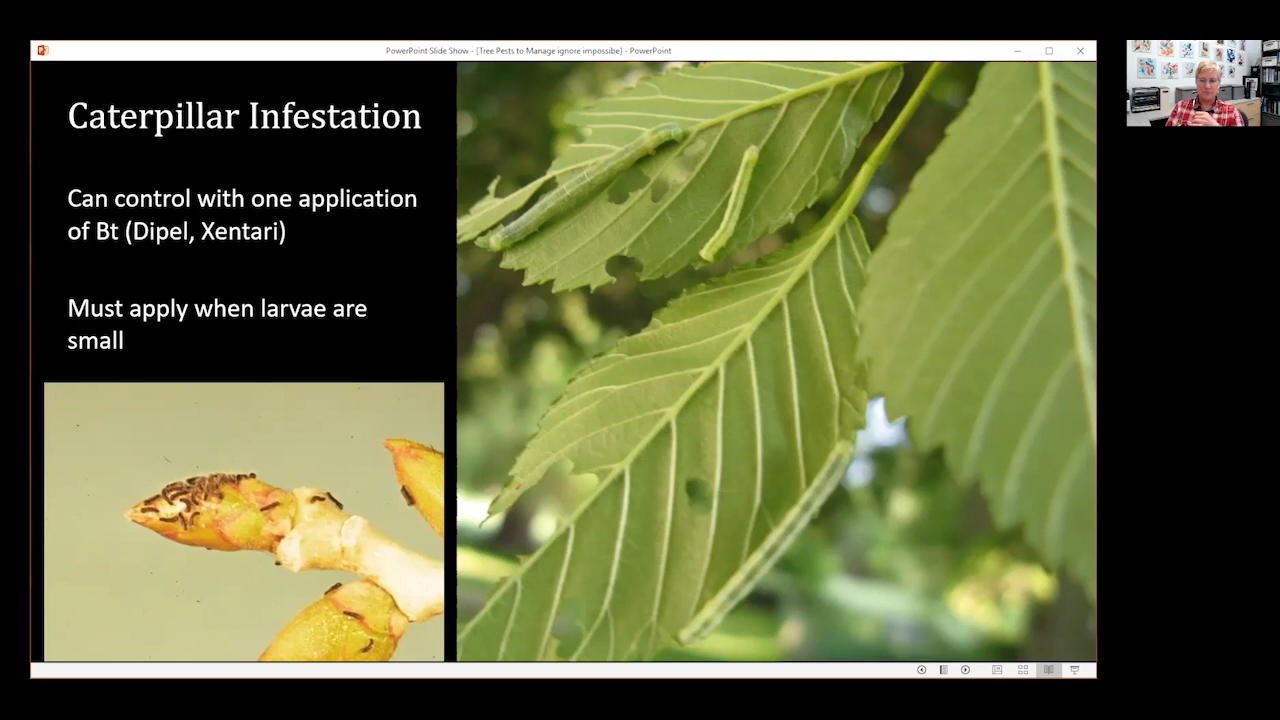 PowerPoint Slide Show - [Tree Pests to Manage ignore impossibe] - PowerPoint
Caterpillar Infestation
Can control with one application
of Bt (Dipel, Xentari)
Must apply when larvae are
small